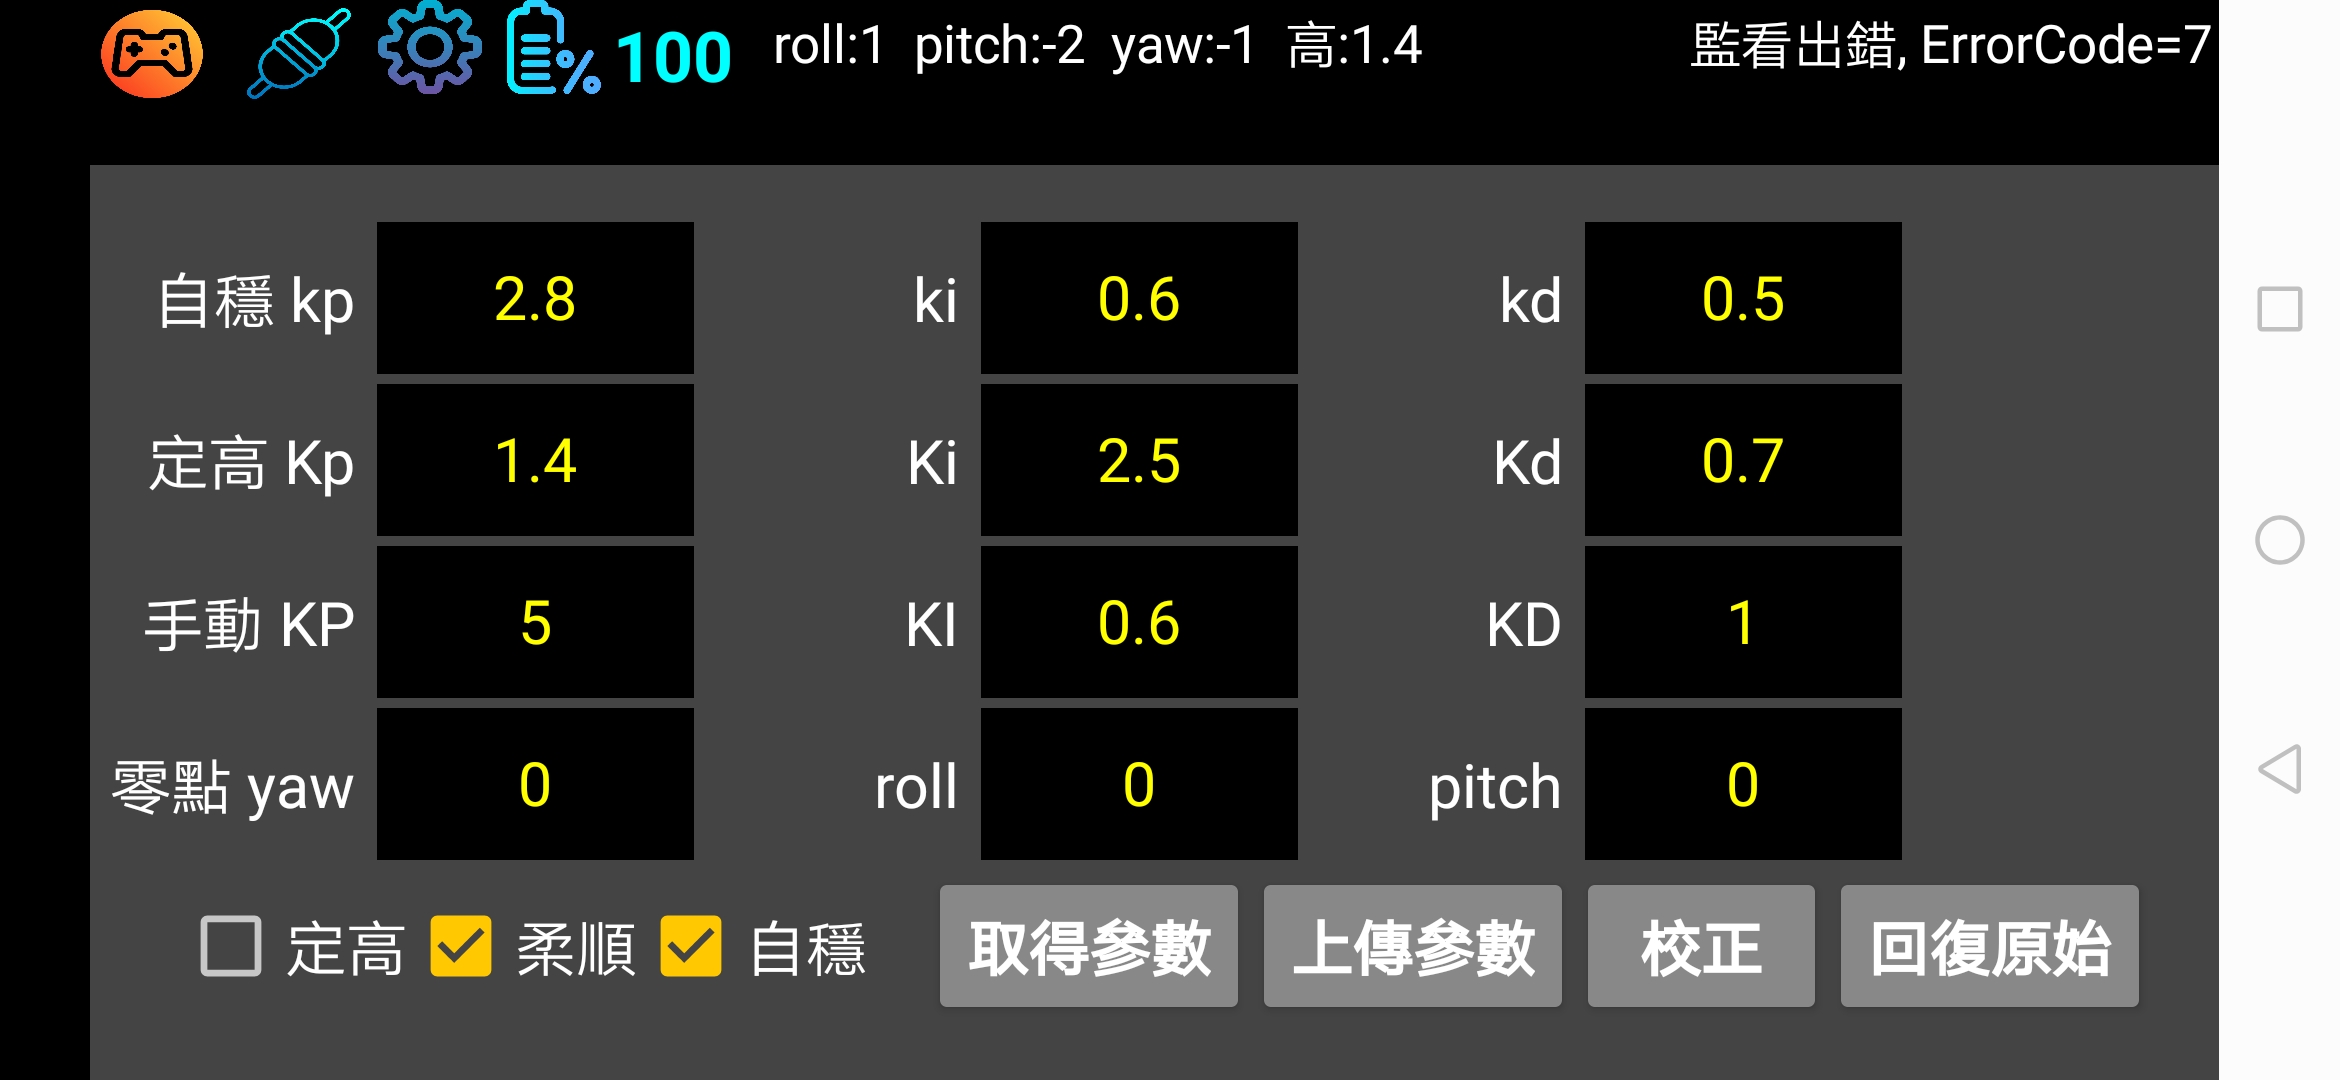 100 roll:1 pitch:-2 yaw:-1 高:1.4 監看出錯, ErrorCode=7
自穩 kp 2.8 ki 0.6 kd 0.5
定高 Kp 1.4 Ki 2.5 Kd 0.7
手動 KP 5 KI 0.6 KD 1
零點 yaw 0 roll 0 pitch 0
定高 柔順 自穩 取得參數 上傳參數 校正 回復原始